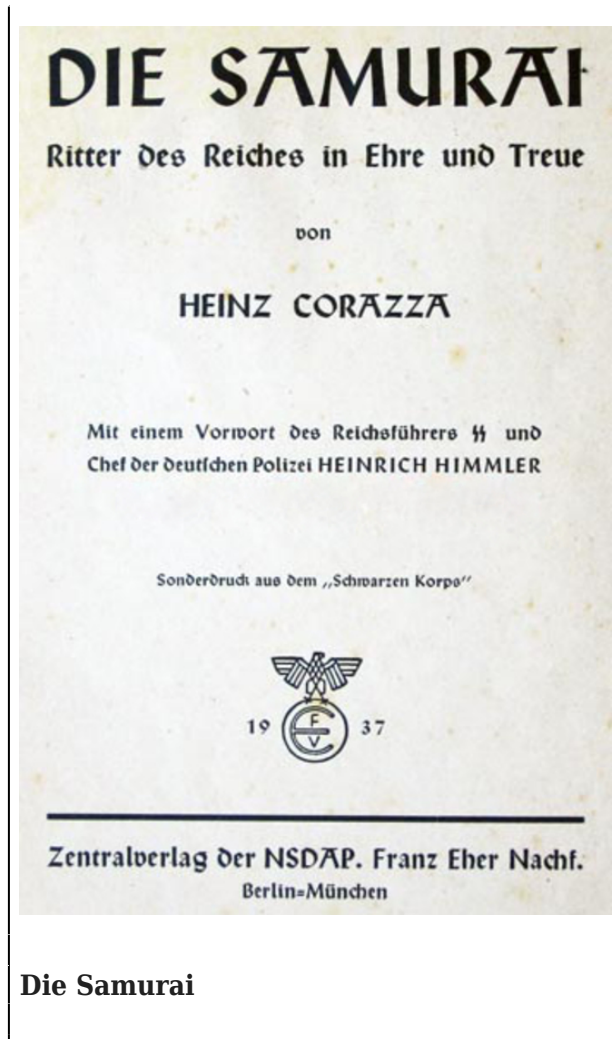 DIE SAMURAI
Ritter des Reiches in Ehre und Treue
von
HEINZ CORAZZA
Mit einem Vorwort des Reichsführers ᛋᛋ und
Chef der deutschen Polizei HEINRICH HIMMLER
Sonderdruck aus dem „Schwarzen Korps“
19 F E V 37
Zentralverlag der NSDAP. Franz Eher Nachf.
Berlin=München
Die Samurai